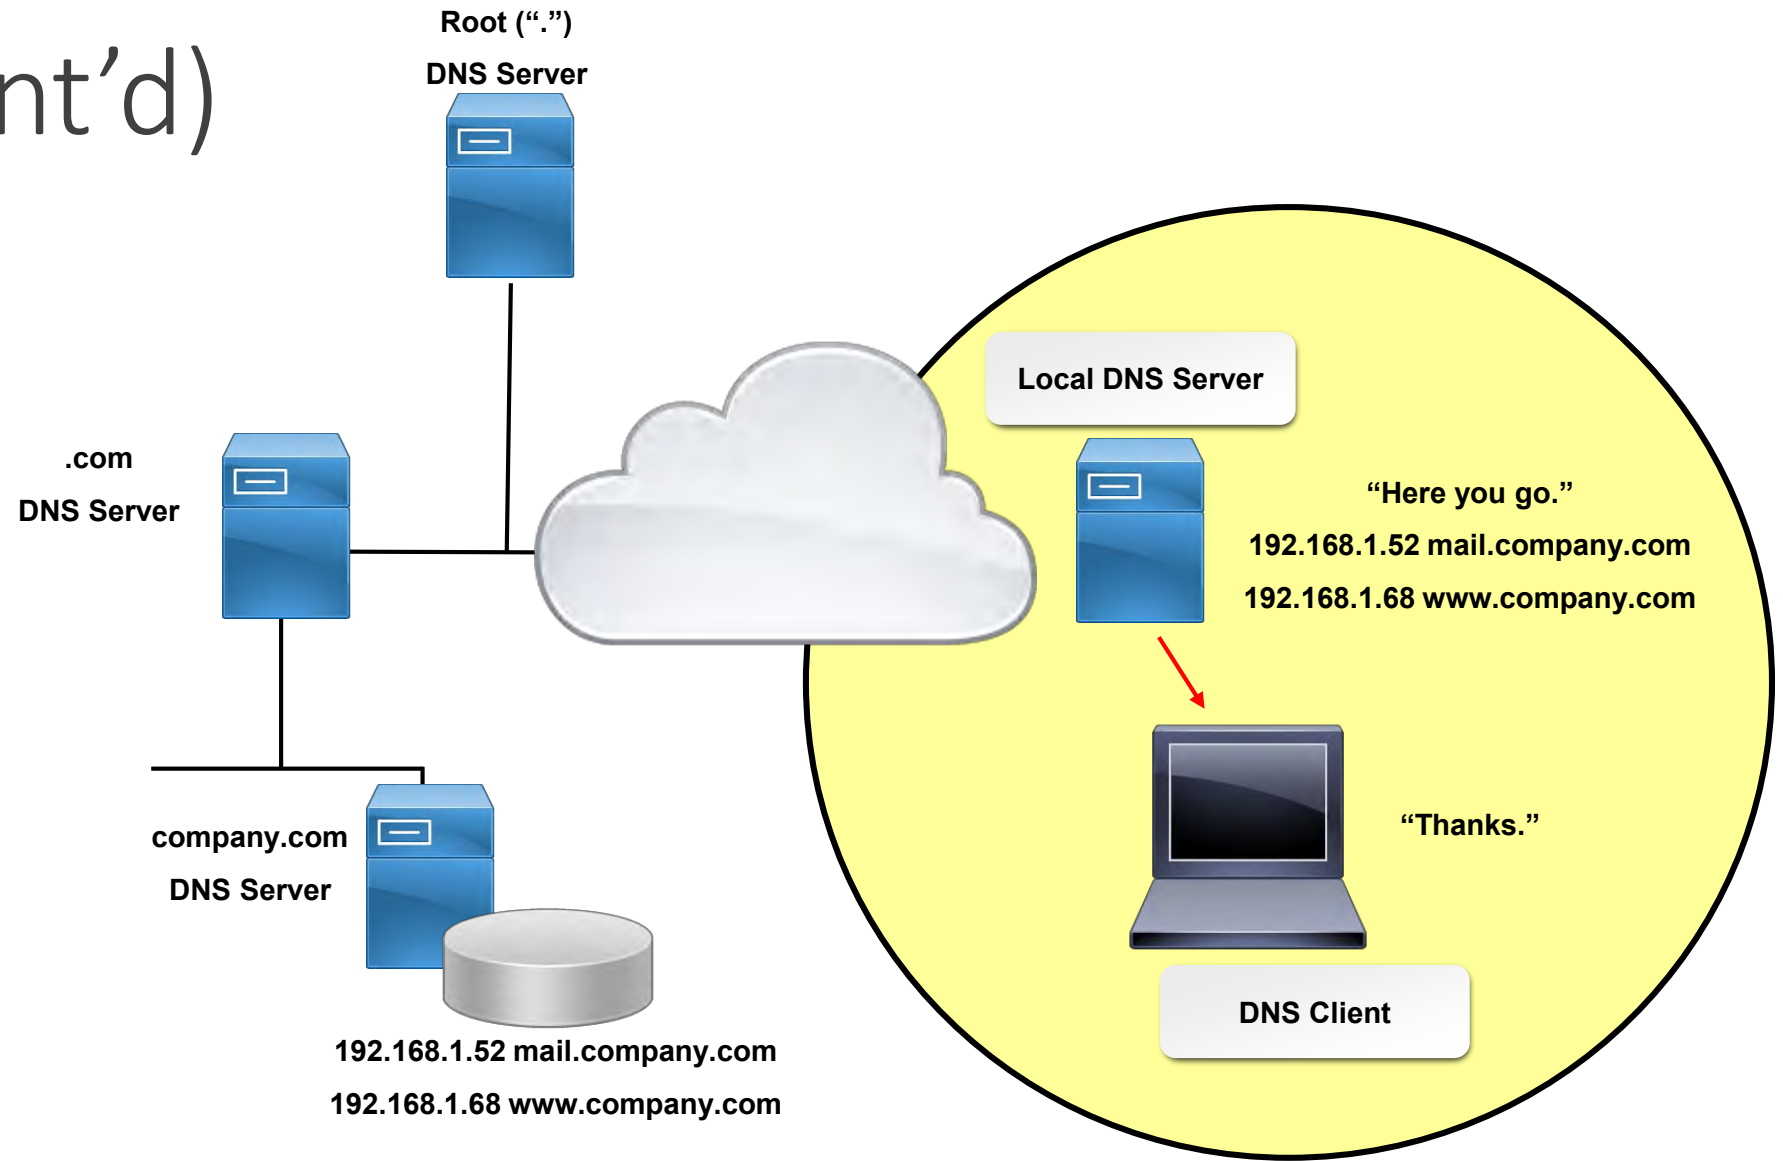 nt’d)
Root (“.”)
DNS Server
Local DNS Server
.com
DNS Server
“Here you go.”
192.168.1.52 mail.company.com
192.168.1.68 www.company.com
company.com
DNS Server
“Thanks.”
DNS Client
192.168.1.52 mail.company.com
192.168.1.68 www.company.com